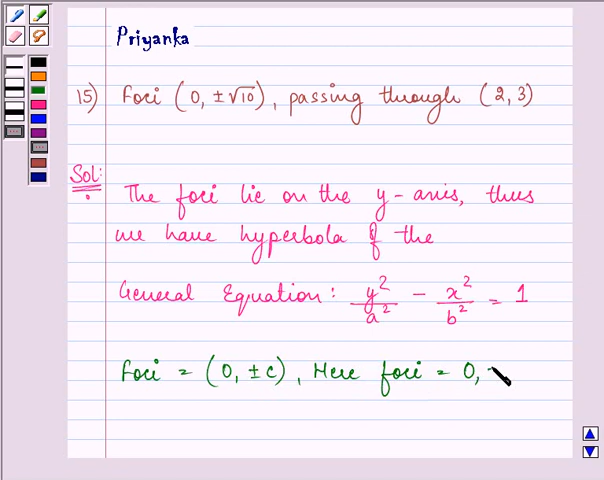 Priyanka
15) Foci (0, ±√10), passing through (2, 3)
Sol:
The foci lie on the y-axis, thus
we have hyperbola of the
General Equation: y²/a² - x²/b² = 1
Foci = (0, ±c), Here foci = 0,